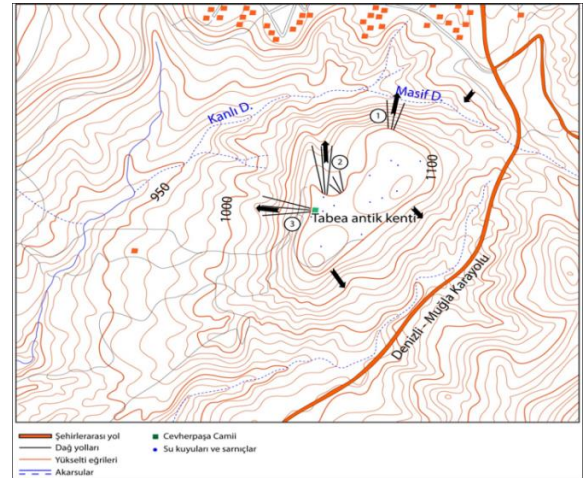 Kanlı D.
Masif D.
1
2
3
950
1000
1100
Tabea antik kenti
Denizli - Muğla Karayolu
Şehirlerarası yol
Dağ yolları
Yükselti eğrileri
Akarsular
Cevherpaşa Camii
Su kuyuları ve sarnıçlar